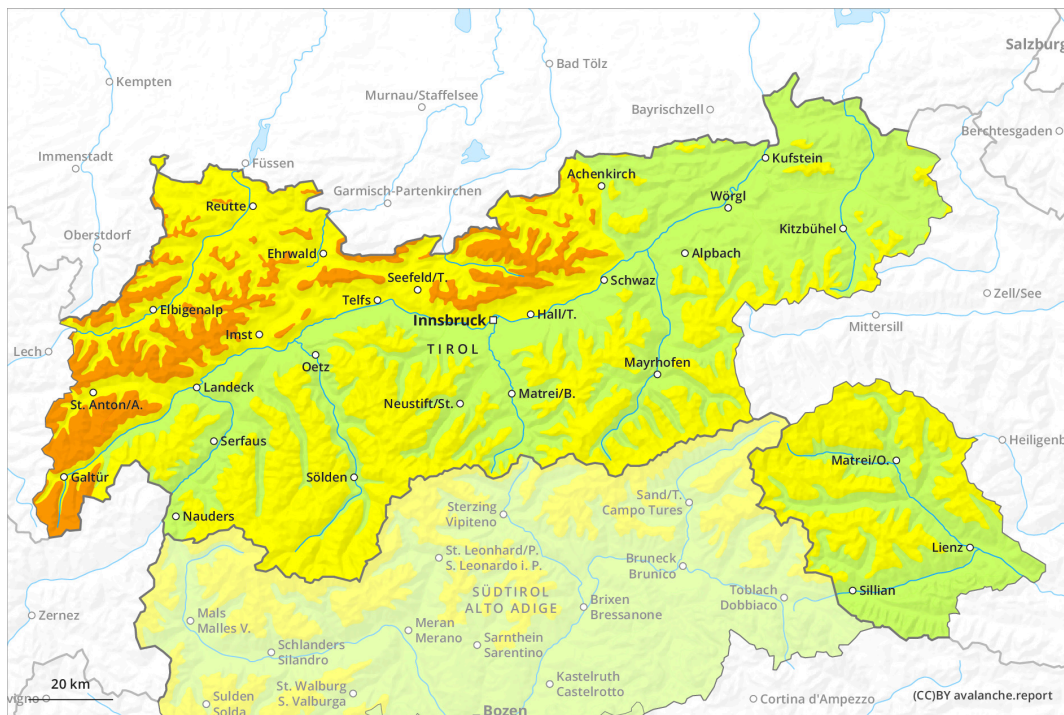 Salzburg
Kempten
Bad Tölz
Murnau/Staffelsee
Bayrischzell
Berchtesgaden
Immenstadt
Füssen
Kufstein
Garmisch-Partenkirchen
Achenkirch
Reutte
Wörgl
Oberstdorf
Kitzbühel
Ehrwald
Alpbach
Seefeld/T.
Schwaz
Zell/See
Telfs
Elbigenalp
Hall/T.
Innsbruck
Mittersill
Imst
Lech
TIROL
Oetz
Mayrhofen
Landeck
Matrei/B.
St. Anton/A.
Neustift/St.
Serfaus
Heiligenb
Matrei/O.
Galtür
Sölden
Sand/T.
Campo Tures
Sterzing
Vipiteno
Nauders
Lienz
St. Leonhard/P.
S. Leonardo i. P.
Bruneck
Brunico
SÜDTIROL
ALTO ADIGE
Sillian
Toblach
Dobbiaco
Brixen
Bressanone
Zernez
Mals
Malles V.
Meran
Merano
Schlanders
Silandro
Sarnthein
Sarentino
20 km
St. Walburg
S. Valburga
Kastelruth
Castelrotto
vigno
Sulden
Solda
Cortina d'Ampezzo
(CC)BY avalanche.report
Bozen